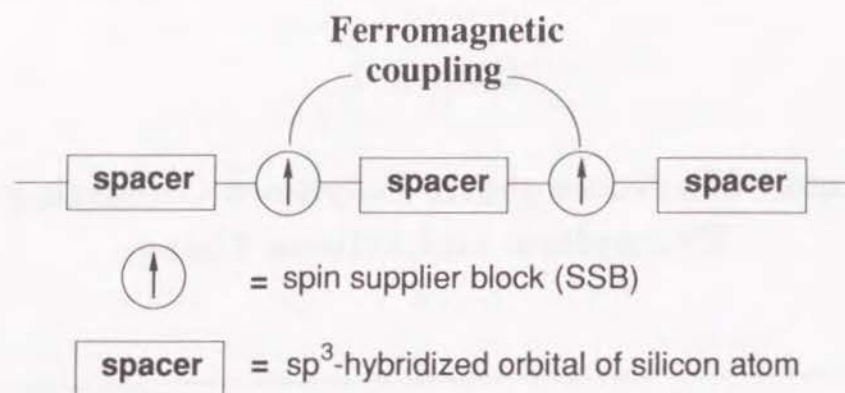 Ferromagnetic
coupling
spacer spacer spacer
= spin supplier block (SSB)
spacer = sp³-hybridized orbital of silicon atom